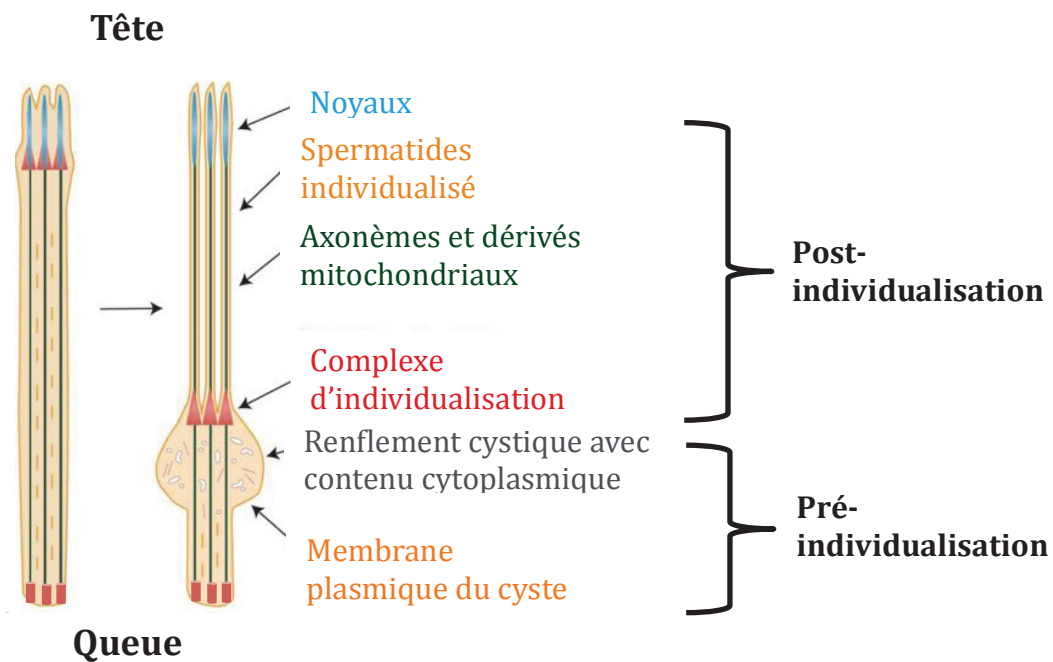 Tête
Noyaux
Spermatides
individualisé
Axonèmes et dérivés
mitochondriaux
Post-
individualisation
Complexe
d'individualisation
Renflement cystique avec
contenu cytoplasmique
Pré-
individualisation
Membrane
plasmique du cyste
Queue